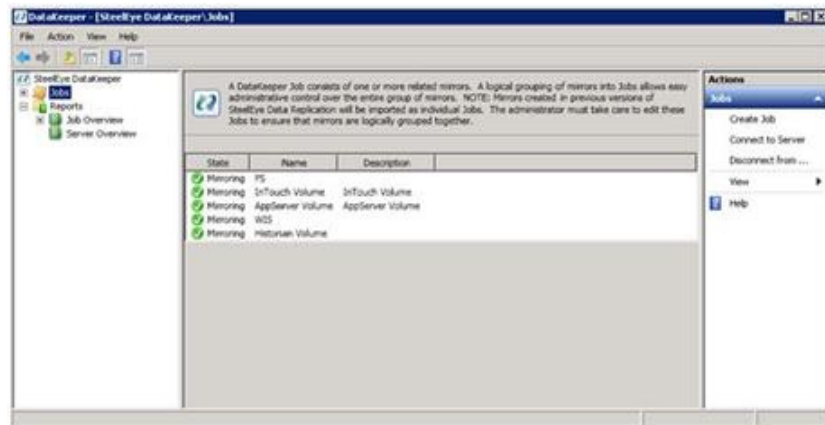 DataKeeper - [SteelEye DataKeeper\Jobs]
File Action View Help
SteelEye DataKeeper
Jobs
Reports
Job Overview
Server Overview
A DataKeeper Job consists of one or more related mirrors. A logical grouping of mirrors into Jobs allows easy
administrative control over the entire group of mirrors. NOTE: Mirrors created in previous versions of
SteelEye Data Replication will be imported as individual Jobs. The administrator must take care to edit these
Jobs to ensure that mirrors are logically grouped together.
State Name Description
Mirroring
Mirroring InTouch Volume InTouch Volume
Mirroring AppServer Volume AppServer Volume
Mirroring WIS
Mirroring Historian Volume
Actions
Jobs
Create Job
Connect to Server
Disconnect from ...
View
Help